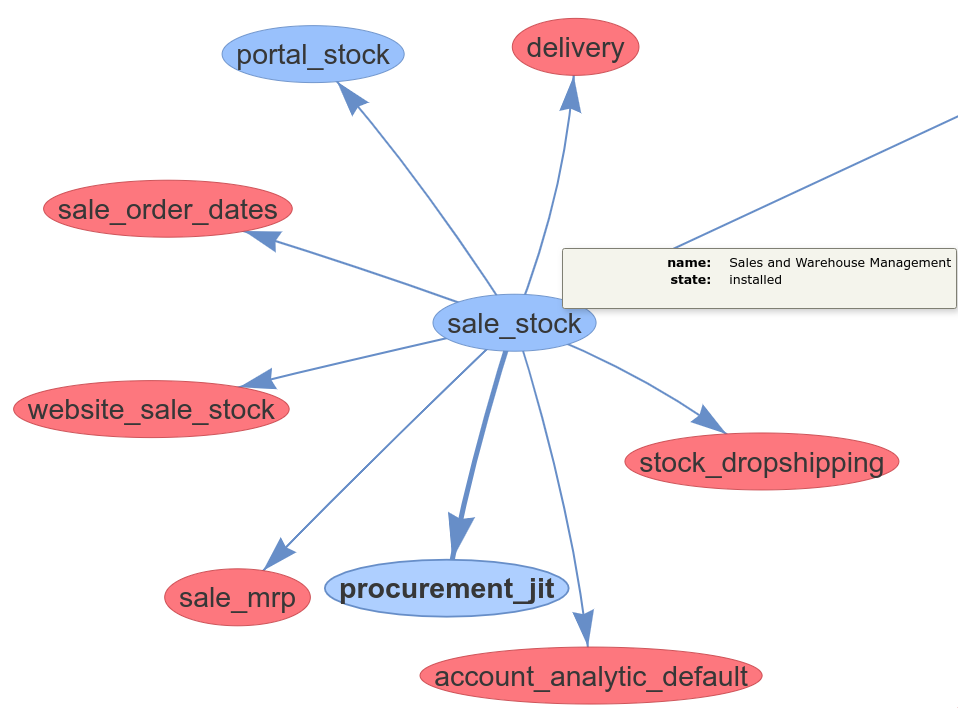 delivery
portal_stock
sale_order_dates
name: Sales and Warehouse Management
state: installed
sale_stock
website_sale_stock
stock_dropshipping
procurement_jit
sale_mrp
account_analytic_default